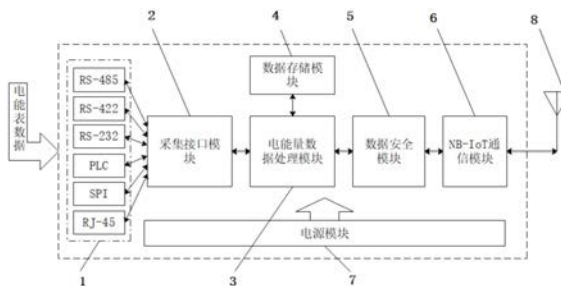 2
4
5
6
8
电能表数据
RS-485
RS-422
RS-232
PLC
SPI
RJ-45
采集接口模
块
数据存储模
块
电能量数
据处理模块
数据安全
模块
NB-IoT通
信模块
电源模块
1
3
7